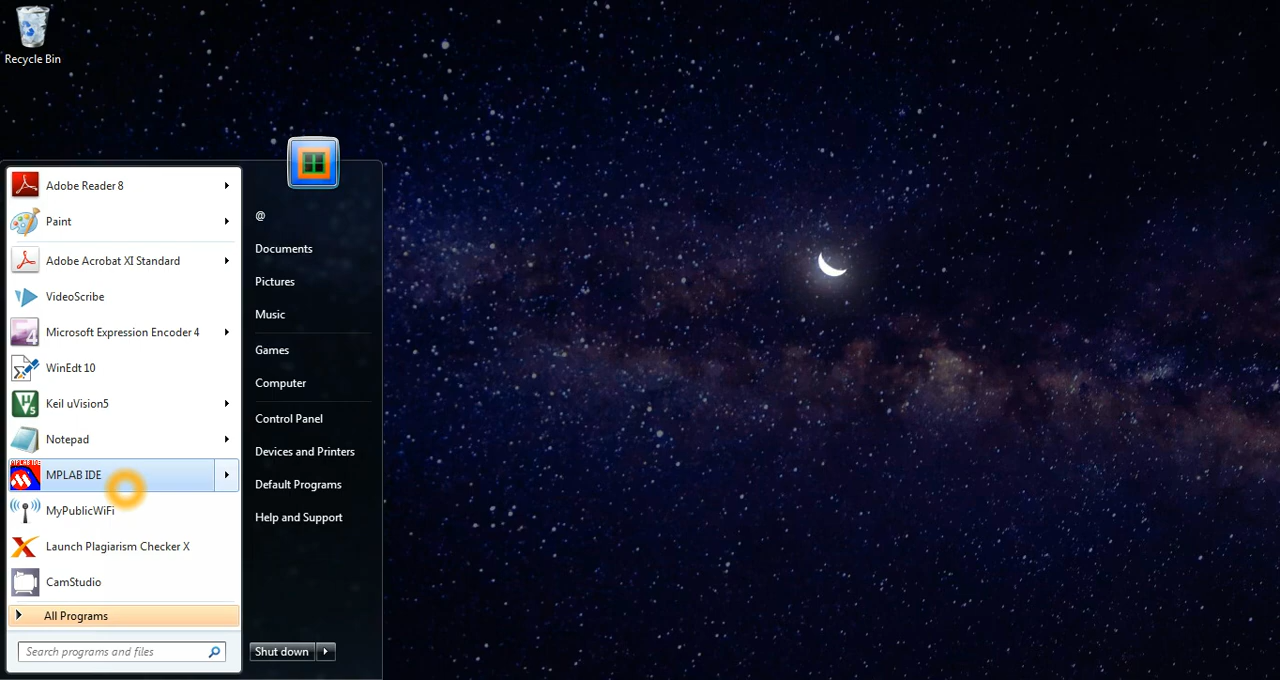 Recycle Bin
Adobe Reader 8
Paint
Adobe Acrobat XI Standard
VideoScribe
Microsoft Expression Encoder 4
WinEdt 10
Keil uVision5
Notepad
MPLAB IDE
MyPublicWiFi
Launch Plagiarism Checker X
CamStudio
All Programs
Search programs and files
@
Documents
Pictures
Music
Games
Computer
Control Panel
Devices and Printers
Default Programs
Help and Support
Shut down